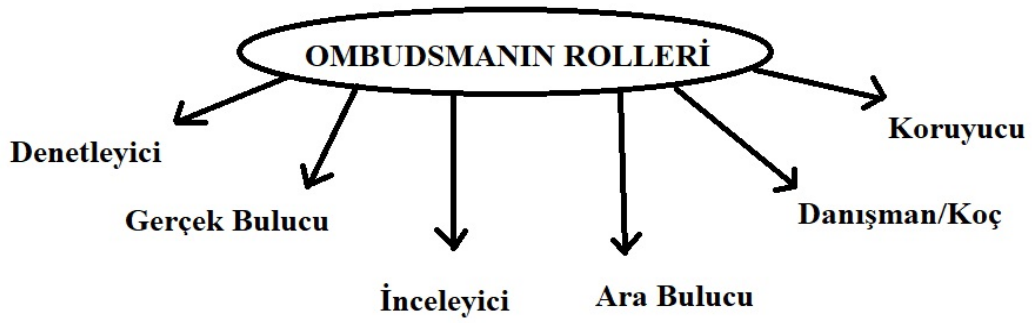 OMBUDSMANIN ROLLERİ
Denetleyici
Gerçek Bulucu
İnceleyici
Ara Bulucu
Danışman/Koç
Koruyucu